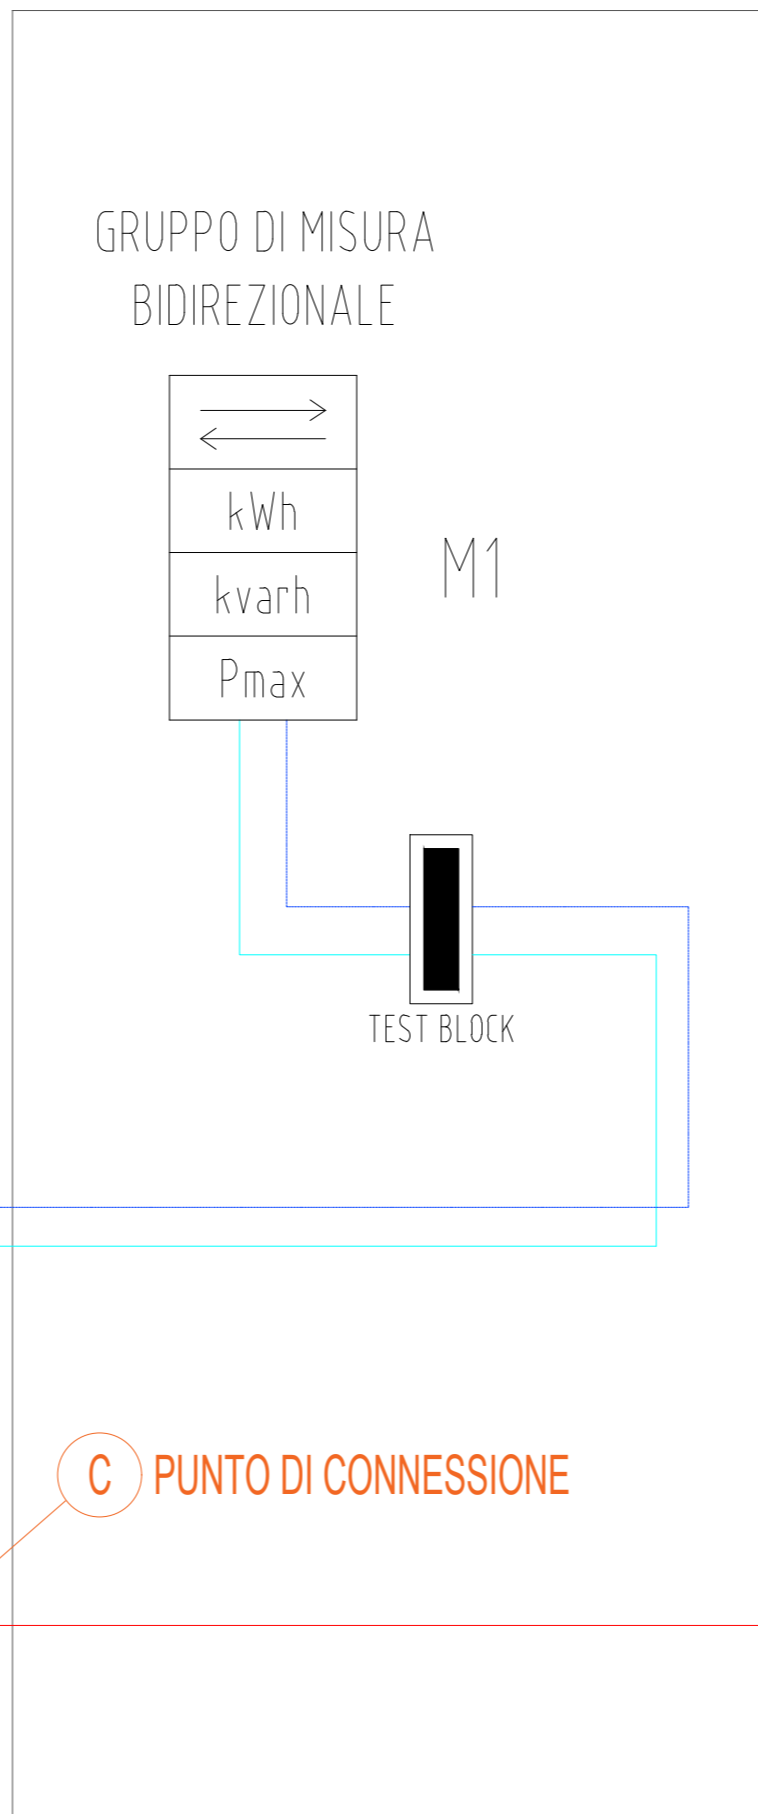 GRUPPO DI MISURA
BIDIREZIONALE
kWh
kvarh
Pmax
M1
TEST BLOCK
C PUNTO DI CONNESSIONE